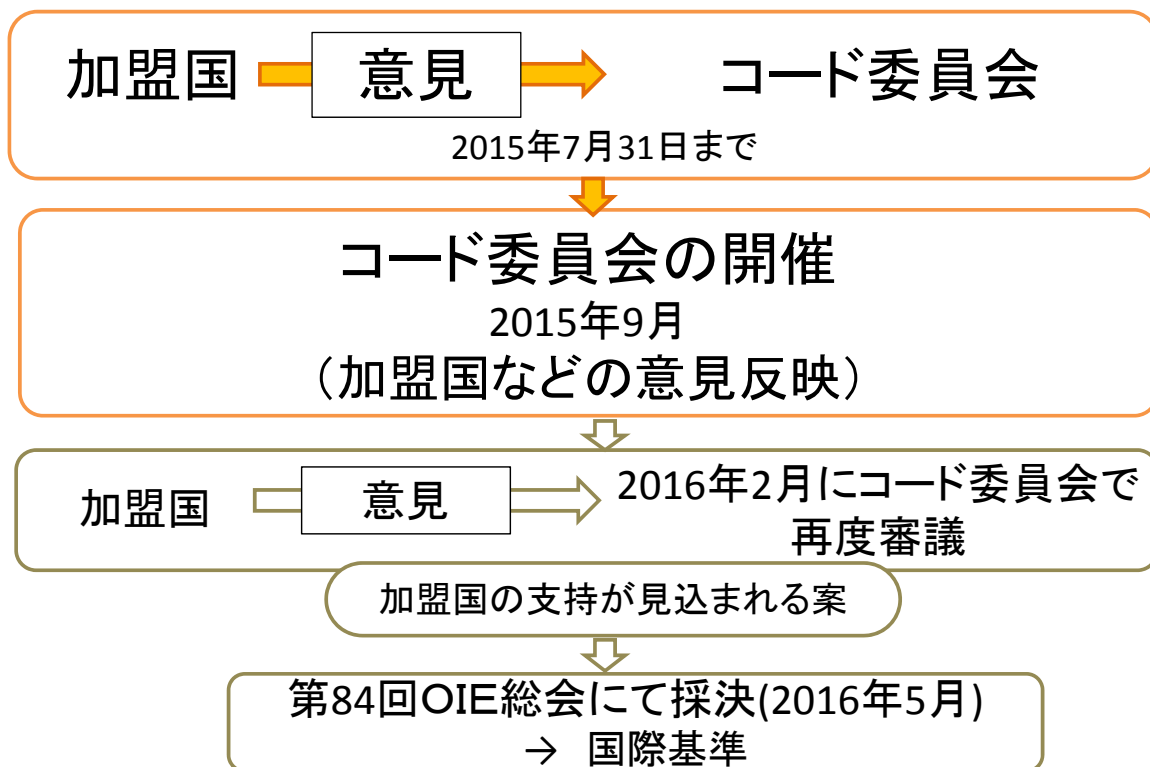 加盟国 意見 コード委員会
2015年7月31日まで
コード委員会の開催
2015年9月
（加盟国などの意見反映）
加盟国 意見 2016年2月にコード委員会で
再度審議
加盟国の支持が見込まれる案
第84回OIE総会にて採決(2016年5月)
→ 国際基準